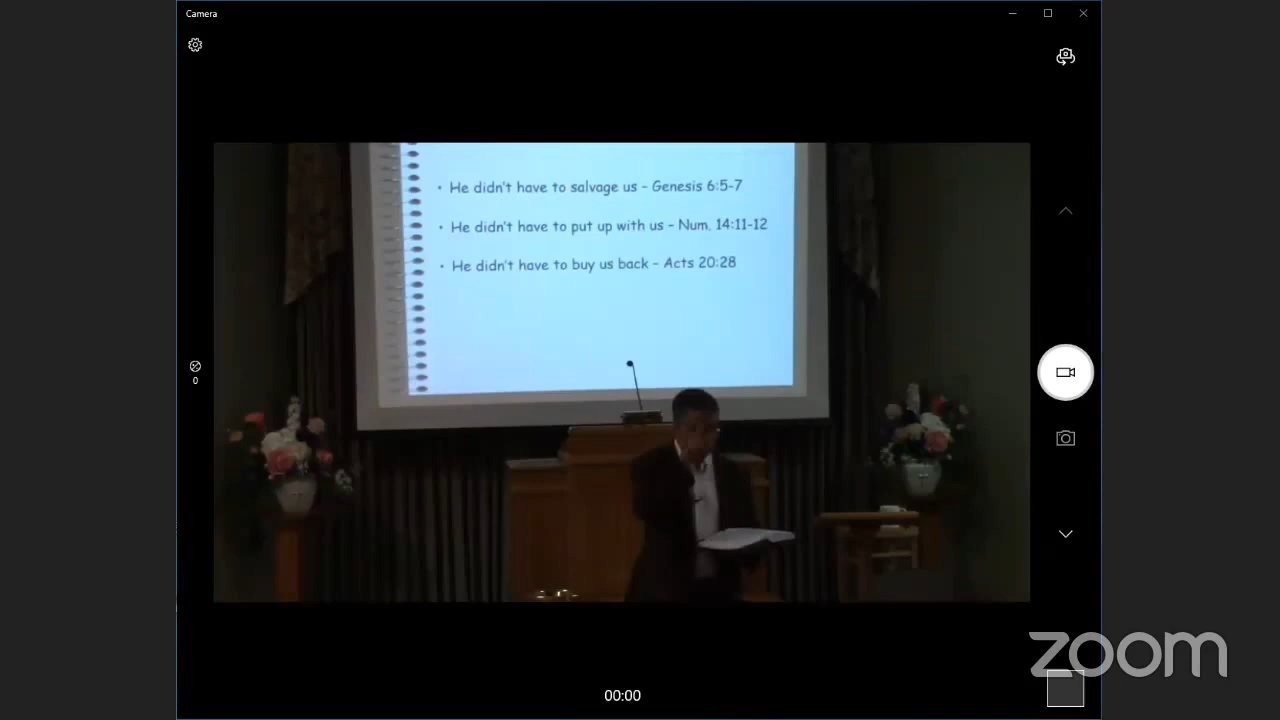 Camera
0
• He didn't have to salvage us – Genesis 6:5-7
• He didn't have to put up with us – Num. 14:11-12
• He didn't have to buy us back – Acts 20:28
zoom
00:00